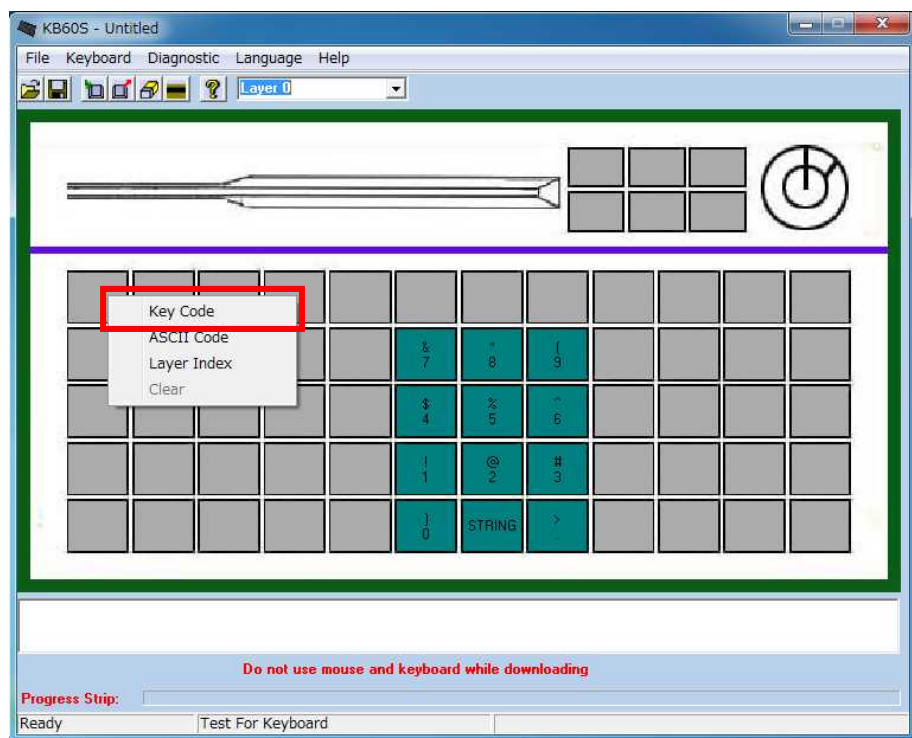 KB60S - Untitled
File Keyboard Diagnostic Language Help
Layer 0
Key Code
ASCII Code
Layer Index
Clear
& * (
7 8 9
$ % ^
4 5 6
! @ #
1 2 3
) STRING >
0 .
Do not use mouse and keyboard while downloading
Progress Strip:
Ready Test For Keyboard